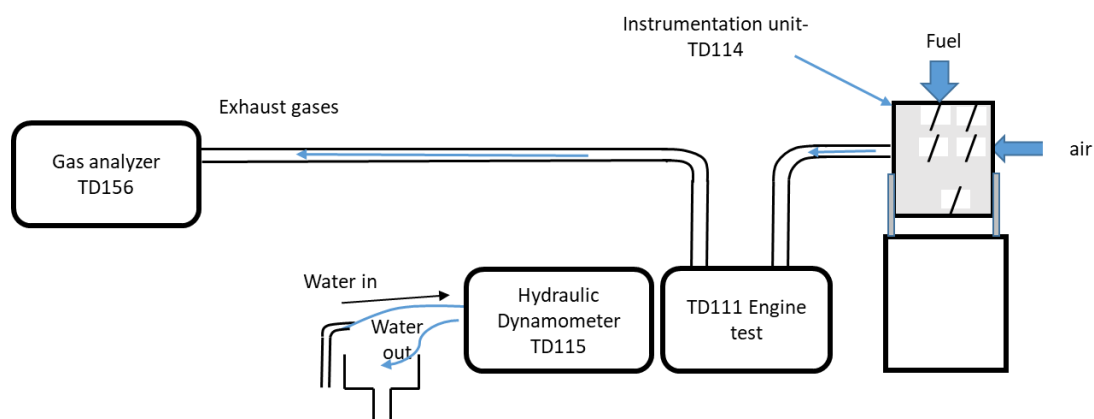 Instrumentation unit-
TD114
Fuel
Exhaust gases
Gas analyzer
TD156
air
Water in
Water
out
Hydraulic
Dynamometer
TD115
TD111 Engine
test